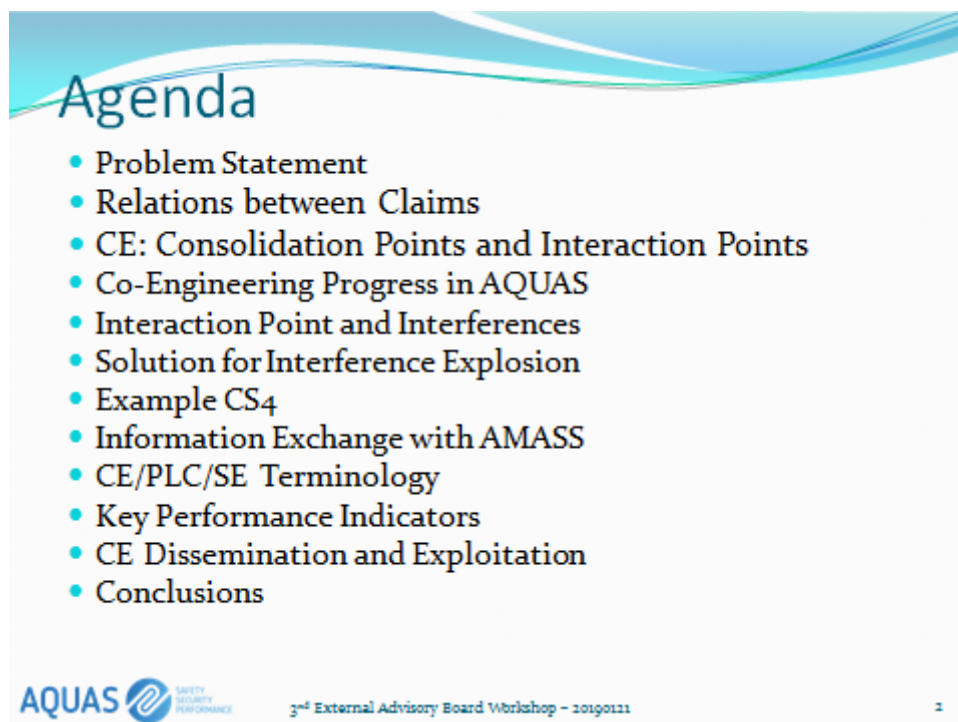 Agenda
Problem Statement
Relations between Claims
CE: Consolidation Points and Interaction Points
Co-Engineering Progress in AQUAS
Interaction Point and Interferences
Solution for Interference Explosion
Example CS4
Information Exchange with AMASS
CE/PLC/SE Terminology
Key Performance Indicators
CE Dissemination and Exploitation
Conclusions
AQUAS
SAFETY
SECURITY
PERFORMANCE
3rd External Advisory Board Workshop – 20190121
2